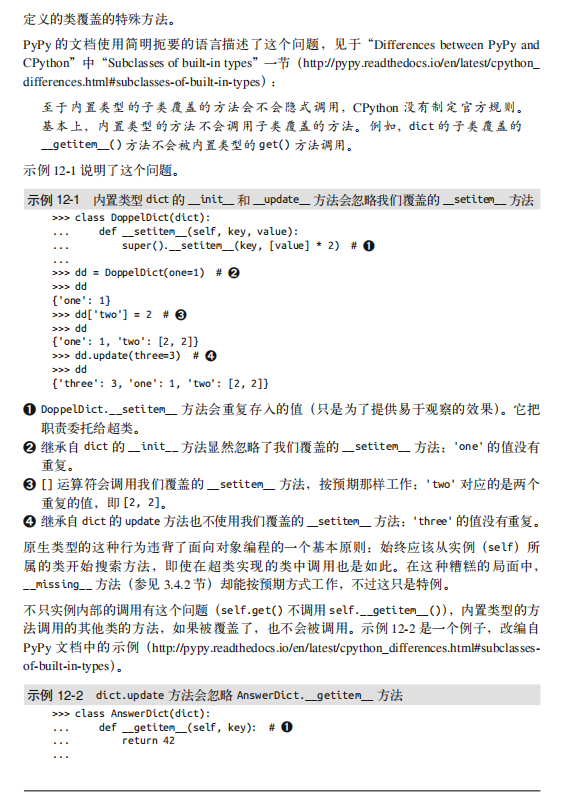 定义的类覆盖的特殊方法。
PyPy 的文档使用简明扼要的语言描述了这个问题，见于“Differences between PyPy and
CPython”中“Subclasses of built-in types”一节（http://pypy.readthedocs.io/en/latest/cpython_
differences.html#subclasses-of-built-in-types）：
至于内置类型的子类覆盖的方法会不会隐式调用，CPython 没有制定官方规则。
基本上，内置类型的方法不会调用子类覆盖的方法。例如，dict 的子类覆盖的
__getitem__() 方法不会被内置类型的 get() 方法调用。
示例 12-1 说明了这个问题。
示例 12-1　内置类型 dict 的 __init__ 和 __update__ 方法会忽略我们覆盖的 __setitem__ 方法
>>> class DoppelDict(dict):
...     def __setitem__(self, key, value):
...         super().__setitem__(key, [value] * 2)  # ❶
...
>>> dd = DoppelDict(one=1)  # ❷
>>> dd
{'one': 1}
>>> dd['two'] = 2  # ❸
>>> dd
{'one': 1, 'two': [2, 2]}
>>> dd.update(three=3)  # ❹
>>> dd
{'three': 3, 'one': 1, 'two': [2, 2]}
❶ DoppelDict.__setitem__ 方法会重复存入的值（只是为了提供易于观察的效果）。它把
职责委托给超类。
❷ 继承自 dict 的 __init__ 方法显然忽略了我们覆盖的 __setitem__ 方法：'one' 的值没有
重复。
❸ [] 运算符会调用我们覆盖的 __setitem__ 方法，按预期那样工作：'two' 对应的是两个
重复的值，即 [2, 2]。
❹ 继承自 dict 的 update 方法也不使用我们覆盖的 __setitem__ 方法：'three' 的值没有重复。
原生类型的这种行为违背了面向对象编程的一个基本原则：始终应该从实例（self）所
属的类开始搜索方法，即使在超类实现的类中调用也是如此。在这种糟糕的局面中，
__missing__ 方法（参见 3.4.2 节）却能按预期方式工作，不过这只是特例。
不只实例内部的调用有这个问题（self.get() 不调用 self.__getitem__()），内置类型的方
法调用的其他类的方法，如果被覆盖了，也不会被调用。示例 12-2 是一个例子，改编自
PyPy 文档中的示例（http://pypy.readthedocs.io/en/latest/cpython_differences.html#subclasses-
of-built-in-types）。
示例 12-2　dict.update 方法会忽略 AnswerDict.__getitem__ 方法
>>> class AnswerDict(dict):
...     def __getitem__(self, key):  # ❶
...         return 42
...